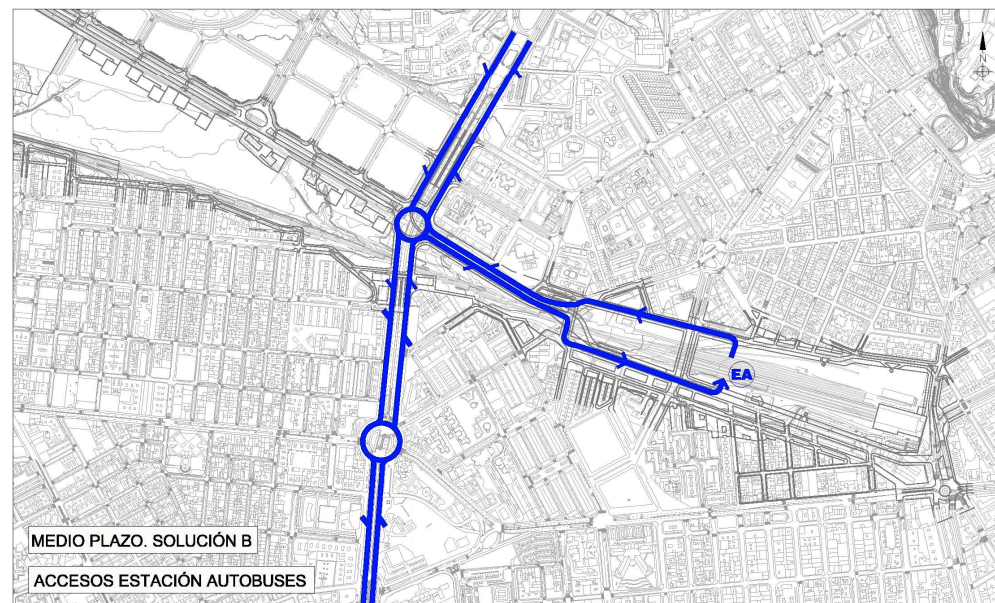 N
EA
MEDIO PLAZO. SOLUCIÓN B
ACCESOS ESTACIÓN AUTOBUSES